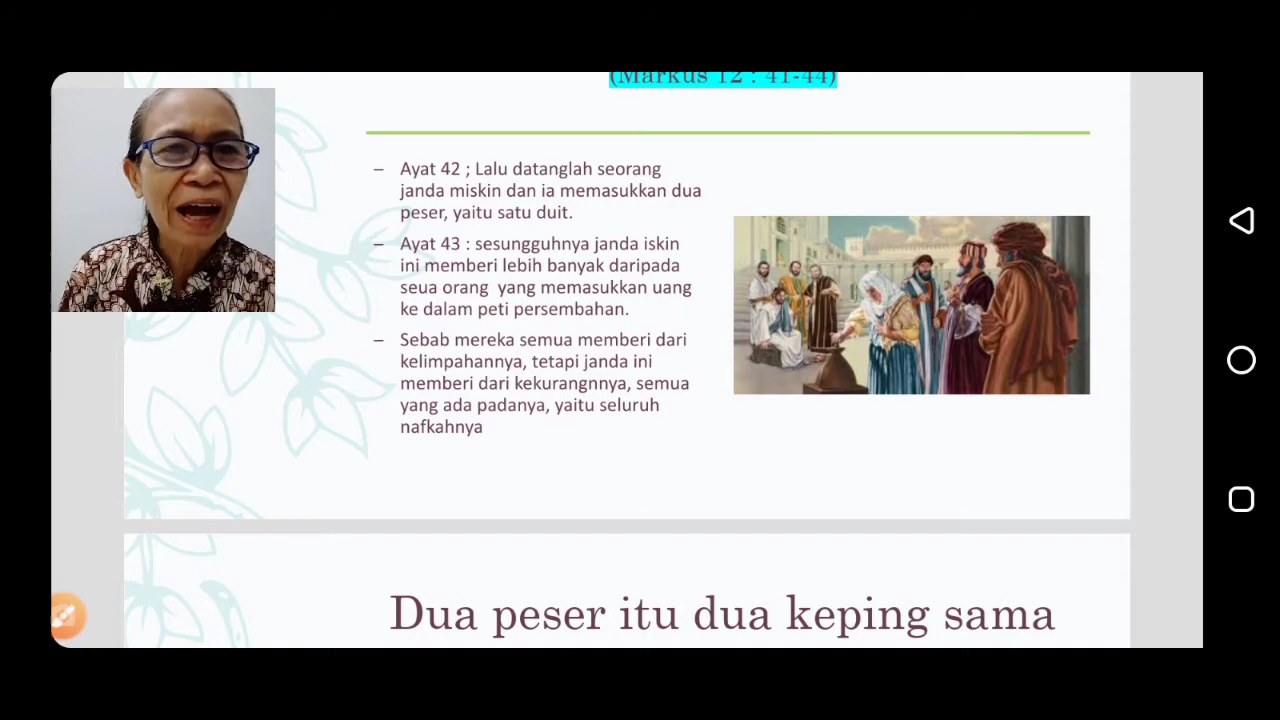 (Markus 12 : 41-44)
– Ayat 42 ; Lalu datanglah seorang
janda miskin dan ia memasukkan dua
peser, yaitu satu duit.
– Ayat 43 : sesungguhnya janda iskin
ini memberi lebih banyak daripada
seua orang  yang memasukkan uang
ke dalam peti persembahan.
– Sebab mereka semua memberi dari
kelimpahannya, tetapi janda ini
memberi dari kekurangnnya, semua
yang ada padanya, yaitu seluruh
nafkahnya
Dua peser itu dua keping sama